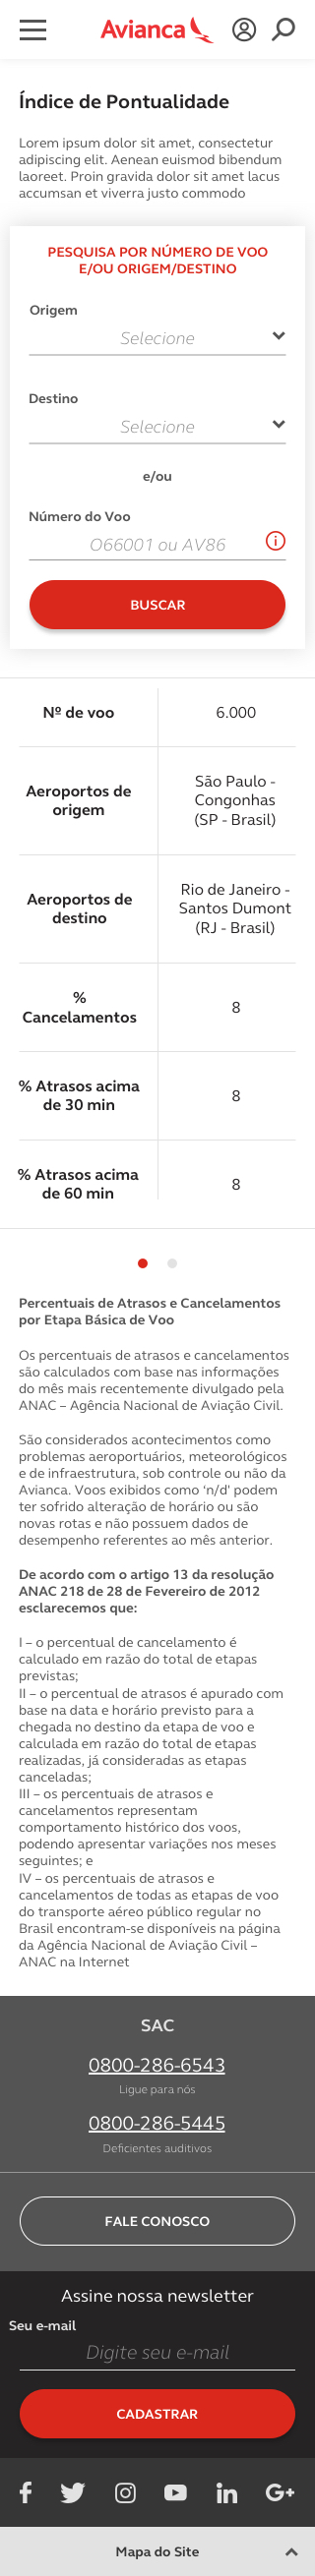 Avianca
Índice de Pontualidade
Lorem ipsum dolor sit amet, consectetur
adipiscing elit. Aenean euismod bibendum
laoreet. Proin gravida dolor sit amet lacus
accumsan et viverra justo commodo
PESQUISA POR NÚMERO DE VOO
E/OU ORIGEM/DESTINO
Origem
Selecione
Destino
Selecione
e/ou
Número do Voo
O66001 ou AV86
BUSCAR
Nº de voo 6.000
Aeroportos de
origem
São Paulo -
Congonhas
(SP - Brasil)
Aeroportos de
destino
Rio de Janeiro -
Santos Dumont
(RJ - Brasil)
%
Cancelamentos
8
% Atrasos acima
de 30 min
8
% Atrasos acima
de 60 min
8
Percentuais de Atrasos e Cancelamentos
por Etapa Básica de Voo
Os percentuais de atrasos e cancelamentos
são calculados com base nas informações
do mês mais recentemente divulgado pela
ANAC – Agência Nacional de Aviação Civil.
São considerados acontecimentos como
problemas aeroportuários, meteorológicos
e de infraestrutura, sob controle ou não da
Avianca. Voos exibidos como ‘n/d’ podem
ter sofrido alteração de horário ou são
novas rotas e não possuem dados de
desempenho referentes ao mês anterior.
De acordo com o artigo 13 da resolução
ANAC 218 de 28 de Fevereiro de 2012
esclarecemos que:
I – o percentual de cancelamento é
calculado em razão do total de etapas
previstas;
II – o percentual de atrasos é apurado com
base na data e horário previsto para a
chegada no destino da etapa de voo e
calculada em razão do total de etapas
realizadas, já consideradas as etapas
canceladas;
III – os percentuais de atrasos e
cancelamentos representam
comportamento histórico dos voos,
podendo apresentar variações nos meses
seguintes; e
IV – os percentuais de atrasos e
cancelamentos de todas as etapas de voo
do transporte aéreo público regular no
Brasil encontram-se disponíveis na página
da Agência Nacional de Aviação Civil –
ANAC na Internet
SAC
0800-286-6543
Ligue para nós
0800-286-5445
Deficientes auditivos
FALE CONOSCO
Assine nossa newsletter
Seu e-mail
Digite seu e-mail
CADASTRAR
Mapa do Site